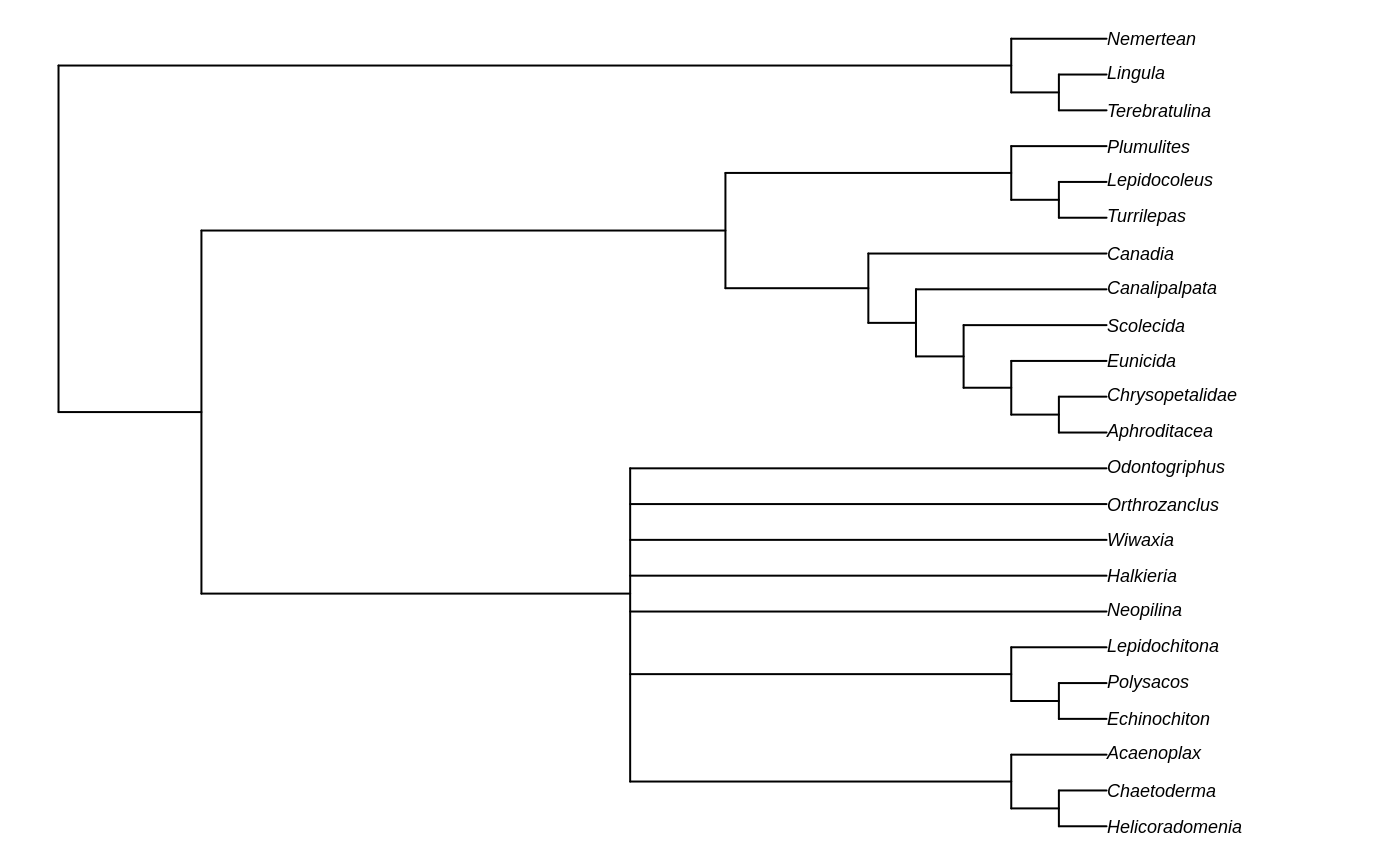 Nemertean
Lingula
Terebratulina
Plumulites
Lepidocoleus
Turrilepas
Canadia
Canalipalpata
Scolecida
Eunicida
Chrysopetalidae
Aphroditacea
Odontogriphus
Orthrozanclus
Wiwaxia
Halkieria
Neopilina
Lepidochitona
Polysacos
Echinochiton
Acaenoplax
Chaetoderma
Helicoradomenia